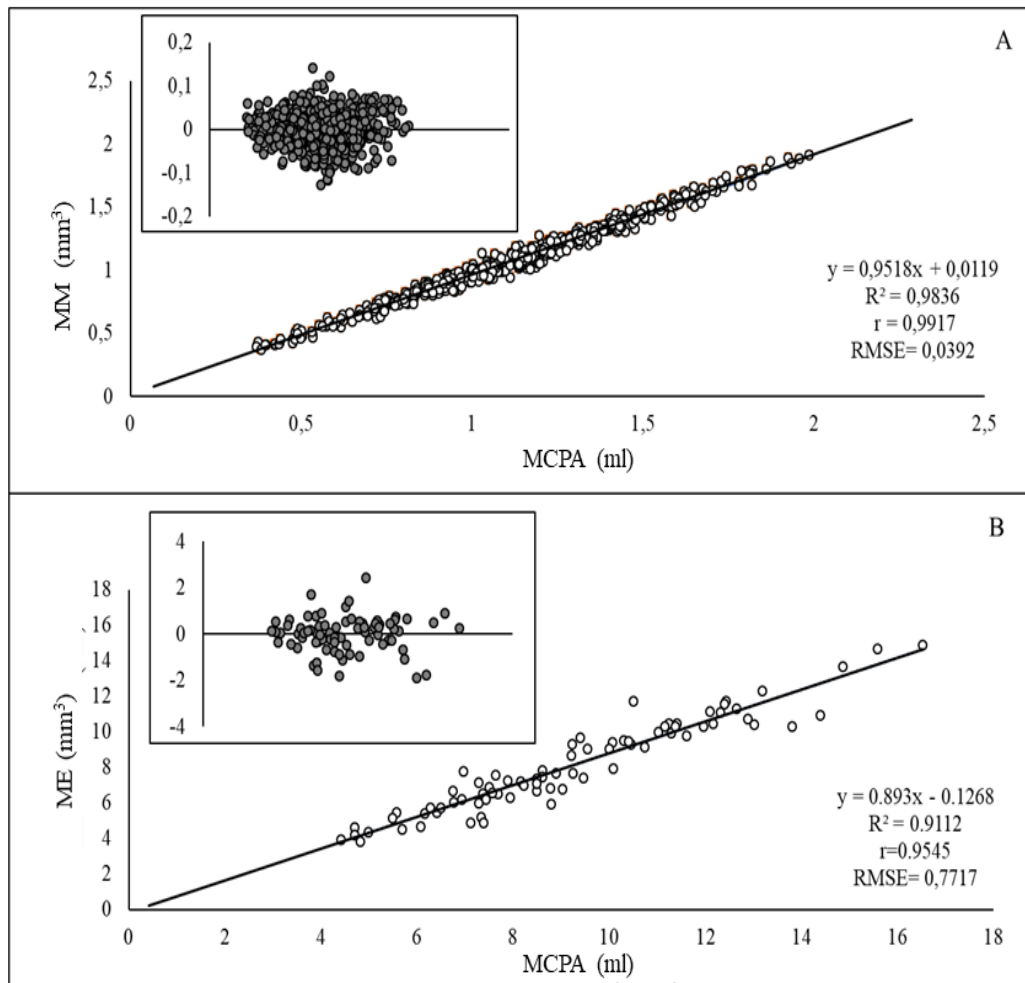 A
0,2
0,1
0
-0,1
-0,2
2,5
2
1,5
1
0,5
0
MM (mm³)
y = 0,9518x + 0,0119
R² = 0,9836
r = 0,9917
RMSE= 0,0392
0 0,5 1 1,5 2 2,5
MCPA (ml)
B
4
2
0
-2
-4
18
16
14
12
10
8
6
4
2
0
ME (mm³)
y = 0.893x - 0.1268
R² = 0.9112
r=0.9545
RMSE= 0,7717
0 2 4 6 8 10 12 14 16 18
MCPA (ml)